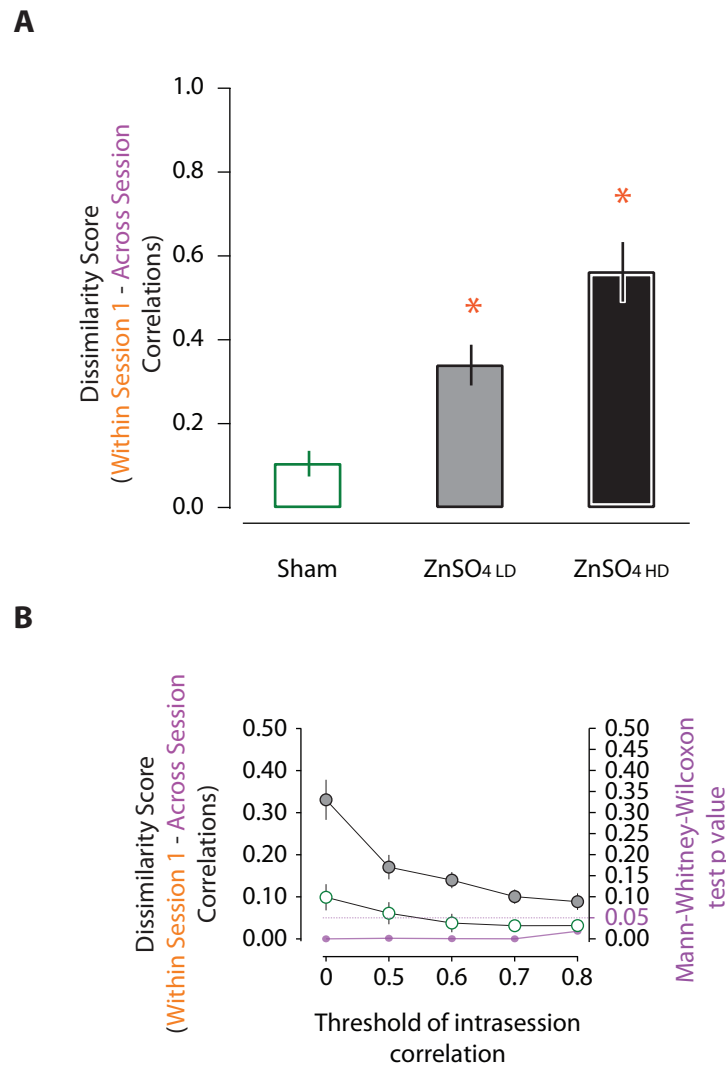 A
Dissimilarity Score
(Within Session 1 - Across Session
Correlations)
1.0
0.8
0.6
0.4
0.2
0.0
*
*
Sham
ZnSO4 LD
ZnSO4 HD
B
Dissimilarity Score
(Within Session 1 - Across Session
Correlations)
0.50
0.40
0.30
0.20
0.10
0.00
0.50
0.45
0.40
0.35
0.30
0.25
0.20
0.15
0.10
0.05
0.00
Mann-Whitney-Wilcoxon
test p value
0
0.5
0.6
0.7
0.8
Threshold of intrasession
correlation